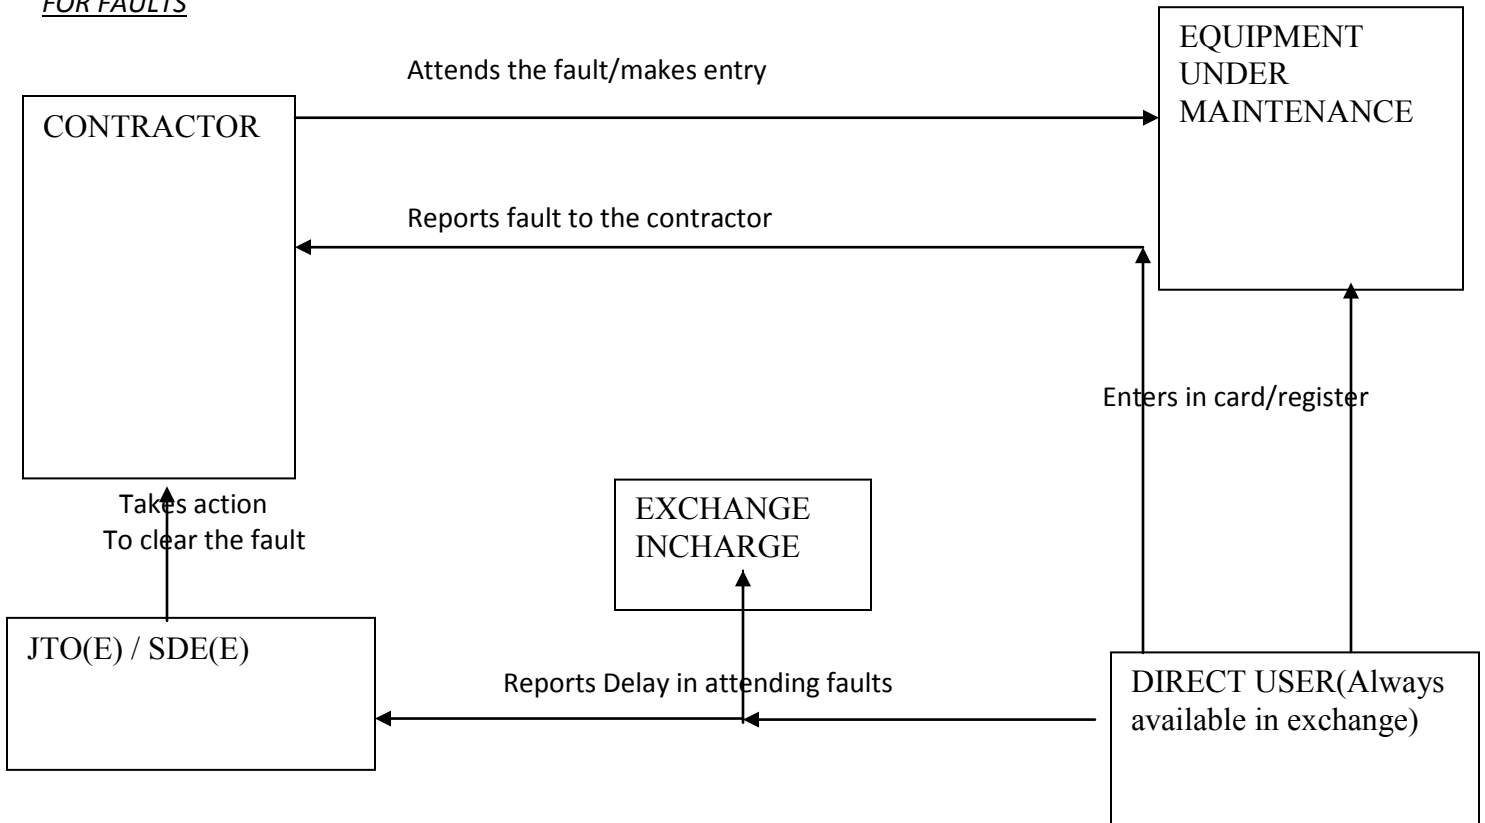 FOR FAULTS
EQUIPMENT
UNDER
MAINTENANCE
Attends the fault/makes entry
CONTRACTOR
Reports fault to the contractor
Enters in card/register
Takes action
To clear the fault
EXCHANGE
INCHARGE
JTO(E) / SDE(E)
Reports Delay in attending faults
DIRECT USER(Always
available in exchange)